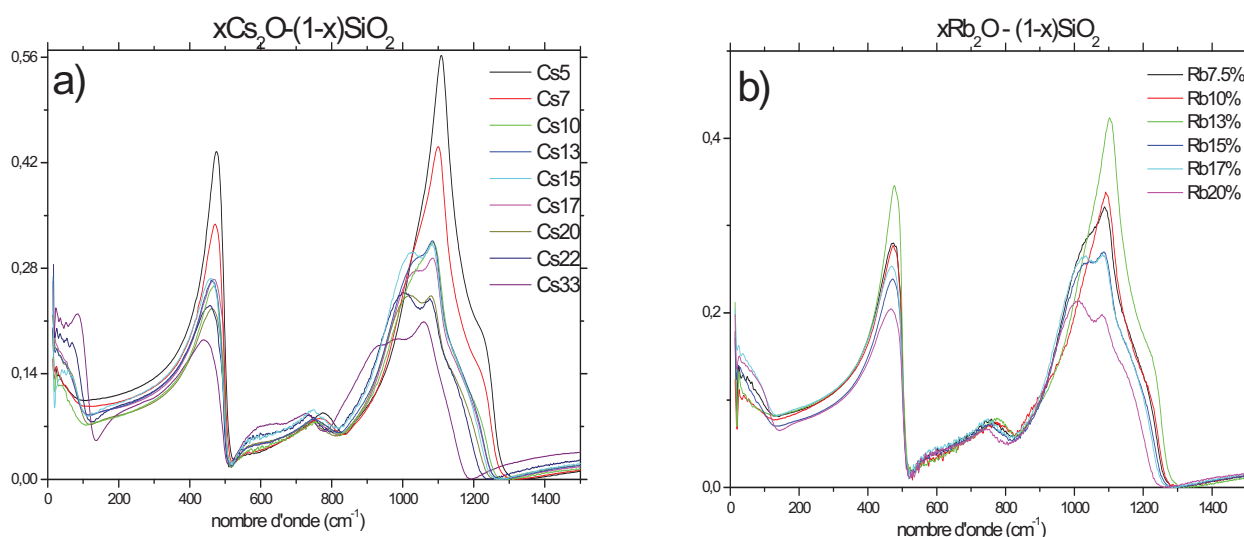 xCs₂O-(1-x)SiO₂
a)
0,56
0,42
0,28
0,14
0,00
Cs5
Cs7
Cs10
Cs13
Cs15
Cs17
Cs20
Cs22
Cs33
0 200 400 600 800 1000 1200 1400
nombre d'onde (cm⁻¹)
xRb₂O - (1-x)SiO₂
b)
0,4
0,2
0,0
Rb7.5%
Rb10%
Rb13%
Rb15%
Rb17%
Rb20%
0 200 400 600 800 1000 1200 1400
nombre d'onde (cm⁻¹)